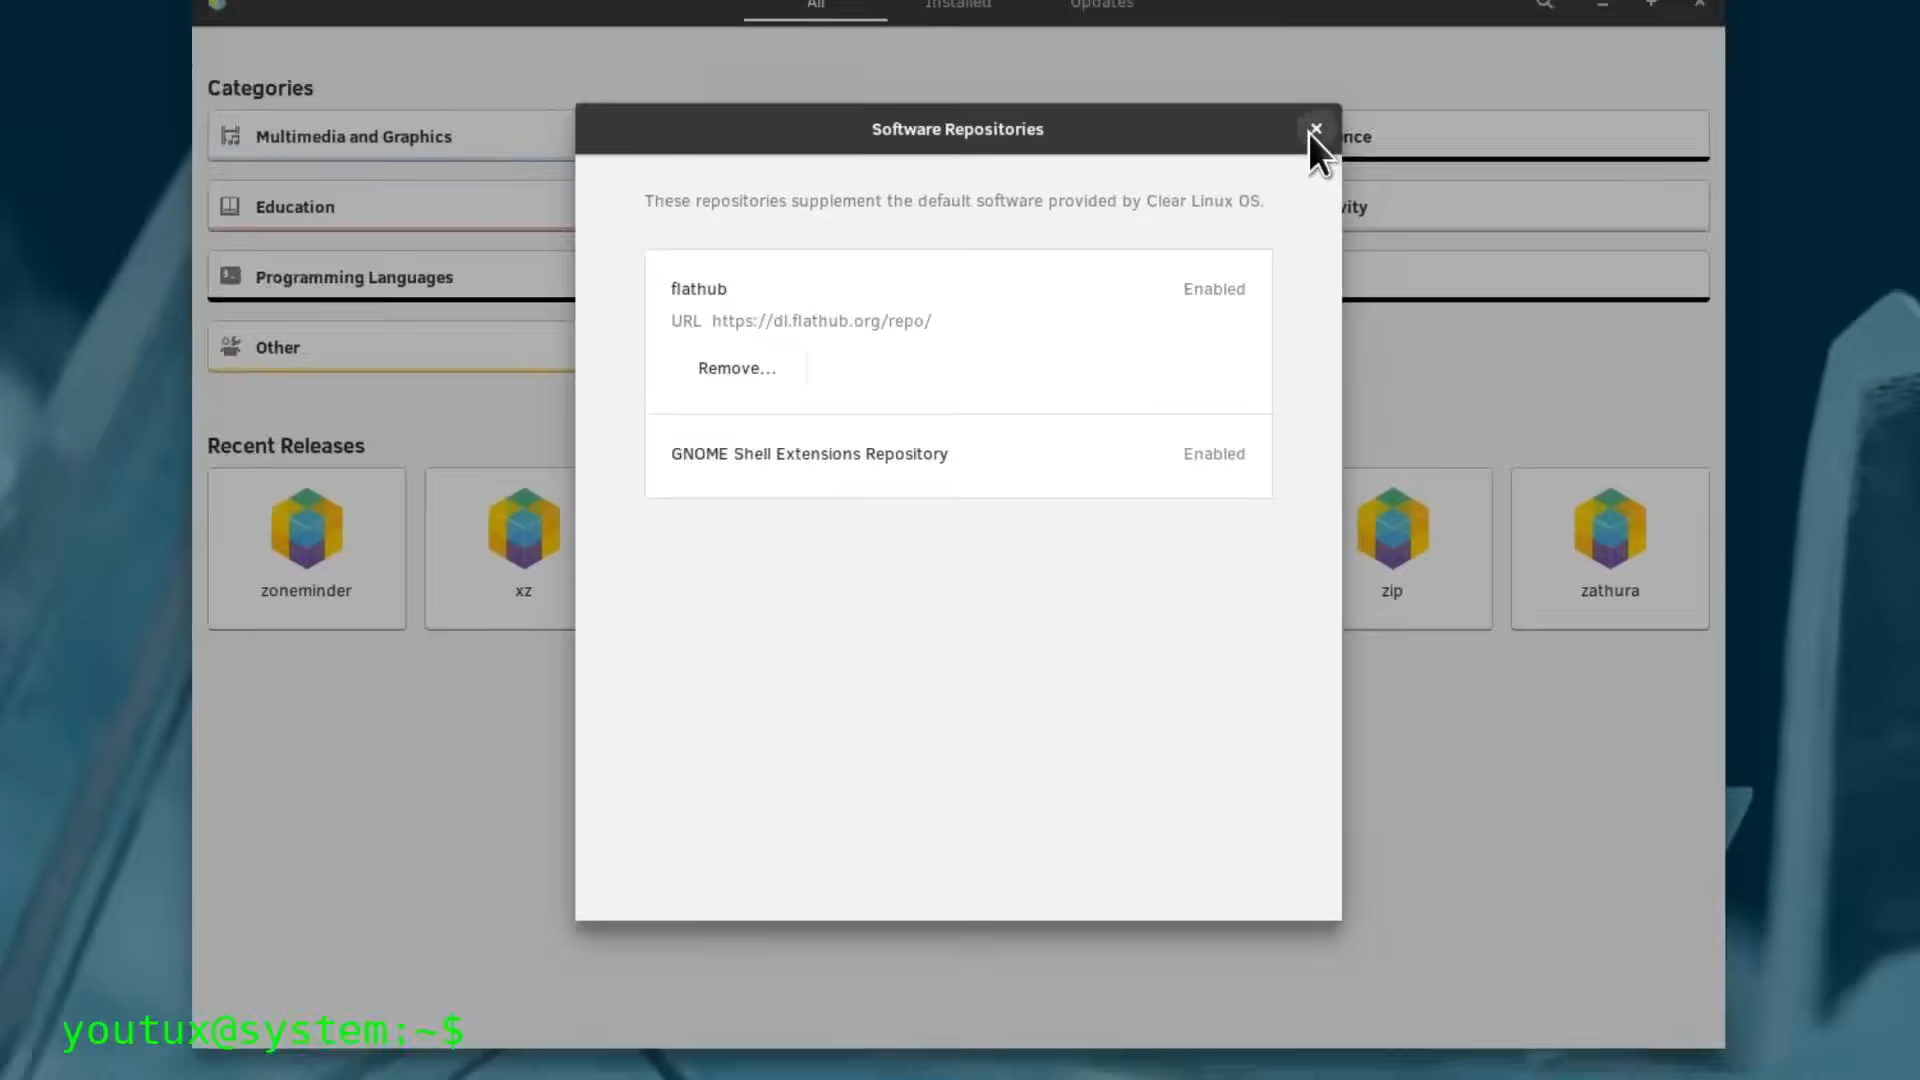 All
Installed
Updates
Categories
Multimedia and Graphics
nce
Education
vity
Programming Languages
Other
Recent Releases
zoneminder
xz
zip
zathura
Software Repositories
These repositories supplement the default software provided by Clear Linux OS.
flathub
Enabled
URL https://dl.flathub.org/repo/
Remove…
GNOME Shell Extensions Repository
Enabled
youtux@system:~$